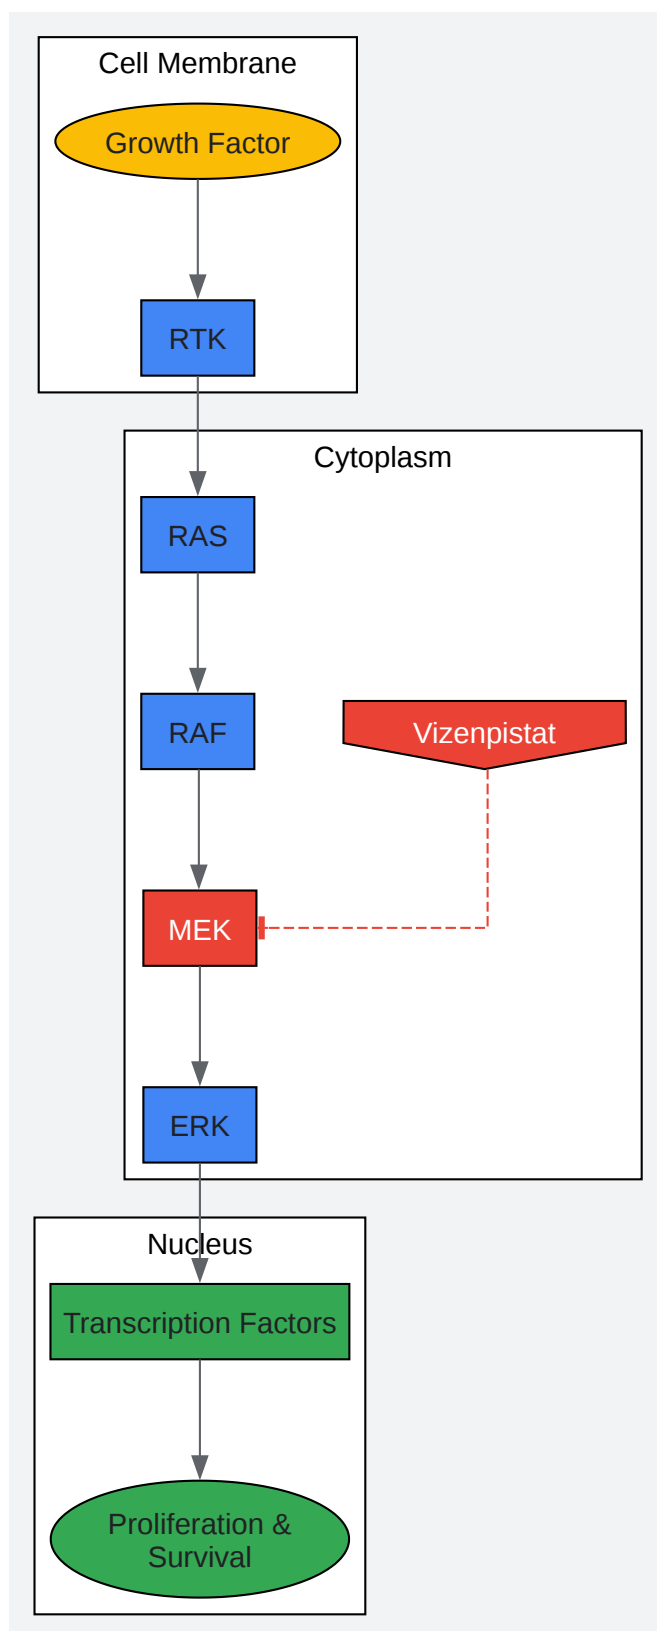 Cell Membrane
Growth Factor
RTK
Cytoplasm
RAS
RAF
Vizenpistat
MEK
ERK
Nucleus
Transcription Factors
Proliferation &
Survival